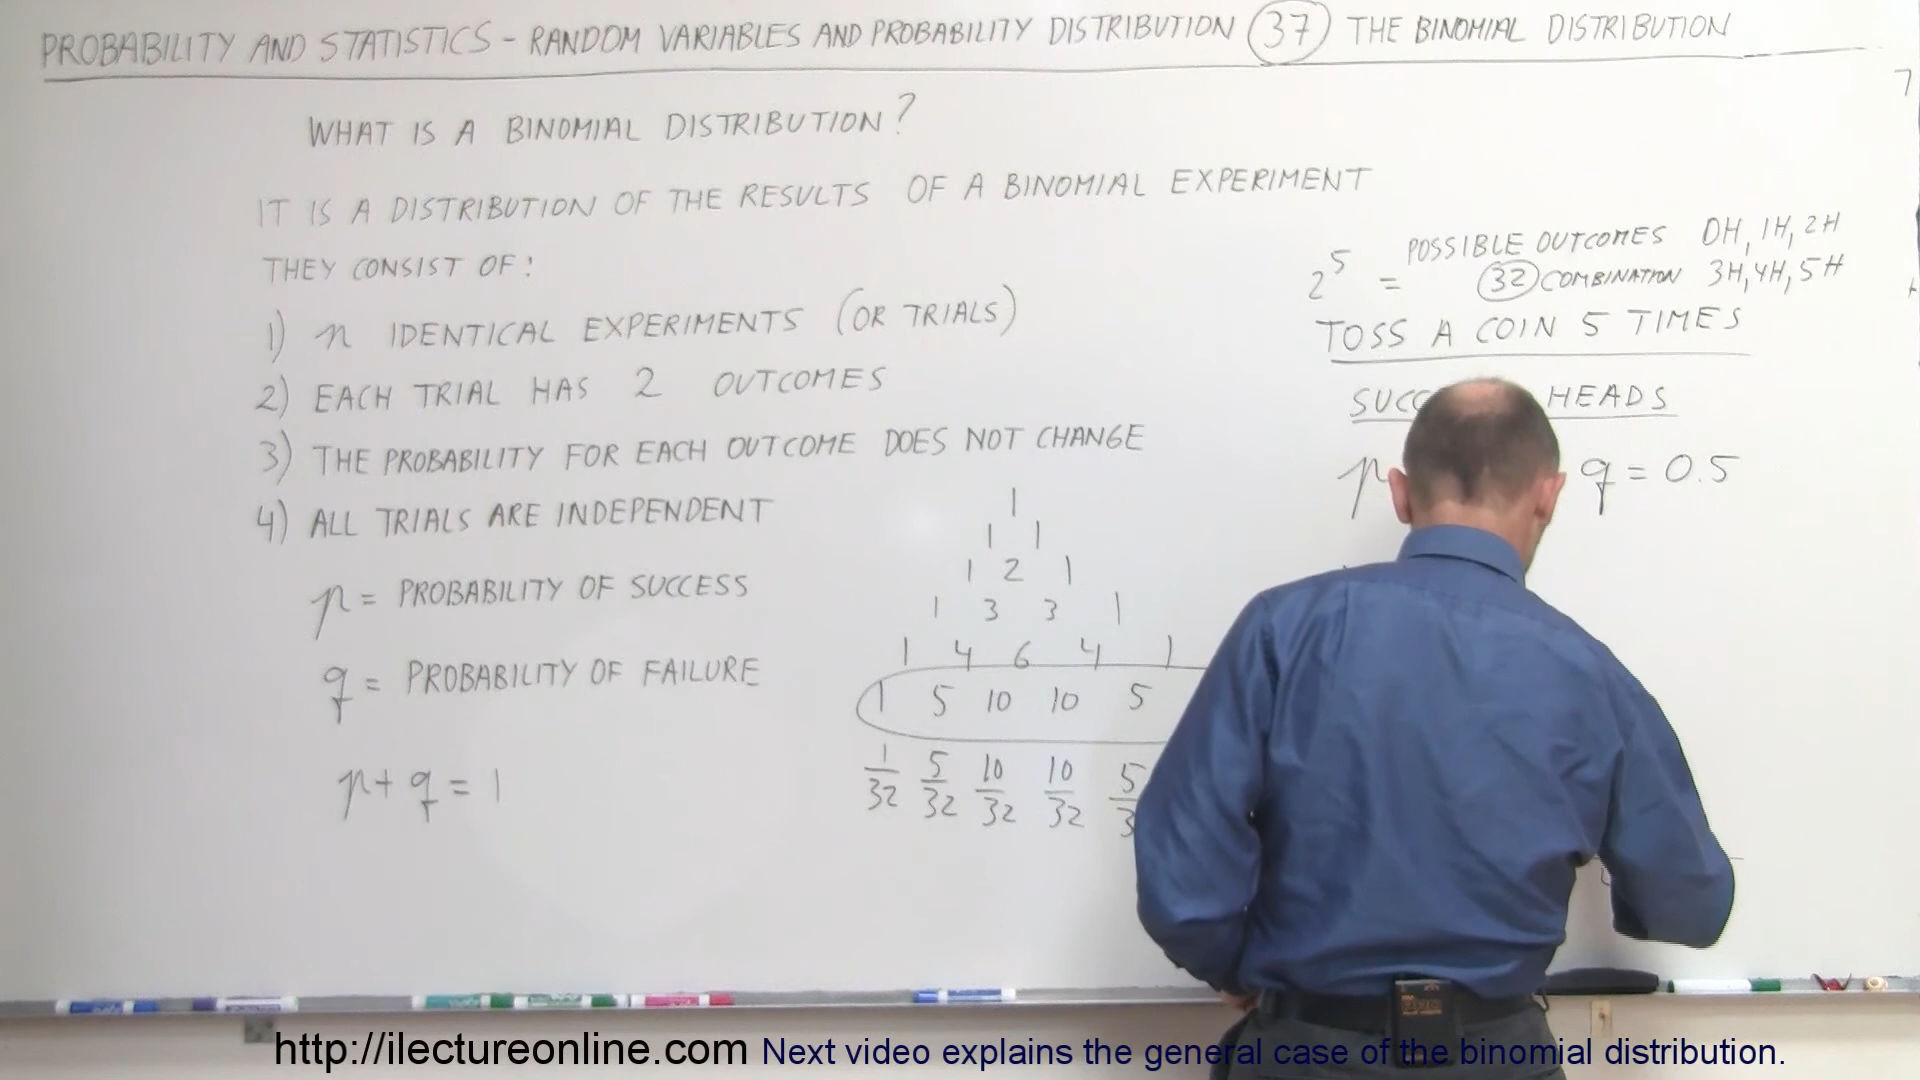 PROBABILITY AND STATISTICS - RANDOM VARIABLES AND PROBABILITY DISTRIBUTION 37 THE BINOMIAL DISTRIBUTION
WHAT IS A BINOMIAL DISTRIBUTION?
IT IS A DISTRIBUTION OF THE RESULTS OF A BINOMIAL EXPERIMENT
THEY CONSIST OF:
1) n IDENTICAL EXPERIMENTS (OR TRIALS)
2) EACH TRIAL HAS 2 OUTCOMES
3) THE PROBABILITY FOR EACH OUTCOME DOES NOT CHANGE
4) ALL TRIALS ARE INDEPENDENT
p = PROBABILITY OF SUCCESS
q = PROBABILITY OF FAILURE
p + q = 1
1
1 1
1 2 1
1 3 3 1
1 4 6 4 1
1 5 10 10 5
1/32 5/32 10/32 10/32 5/3
2^5 = POSSIBLE OUTCOMES 0H, 1H, 2H
32 COMBINATION 3H, 4H, 5H
TOSS A COIN 5 TIMES
SUCC HEADS
p q = 0.5
7
http://ilectureonline.com Next video explains the general case of the binomial distribution.